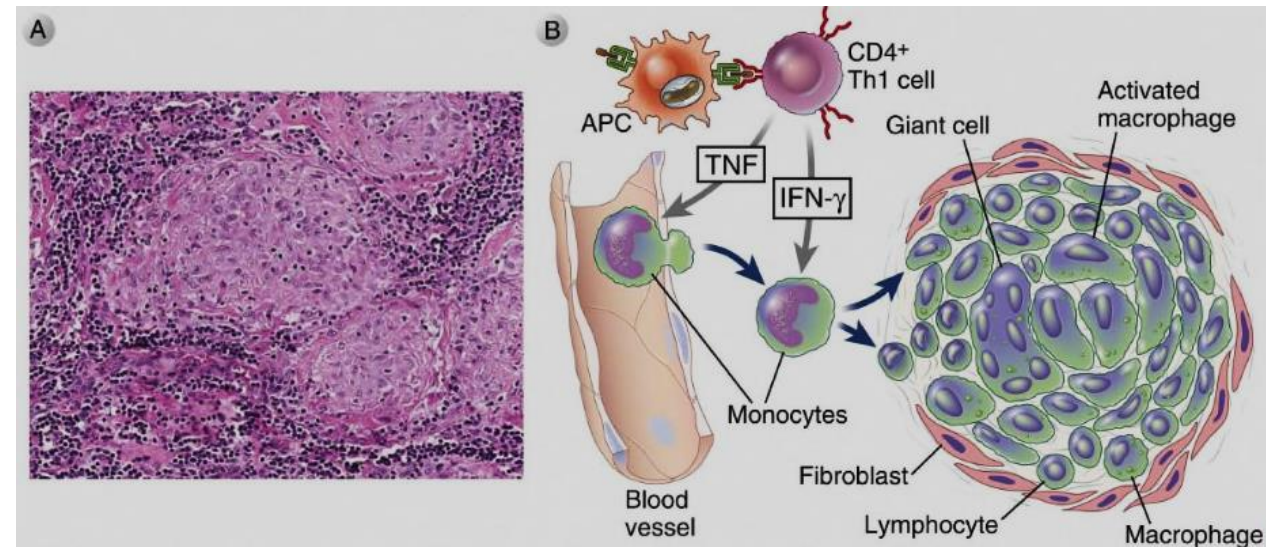 A
B
APC
CD4+
Th1 cell
TNF
IFN-γ
Giant cell
Activated
macrophage
Monocytes
Blood
vessel
Fibroblast
Lymphocyte
Macrophage